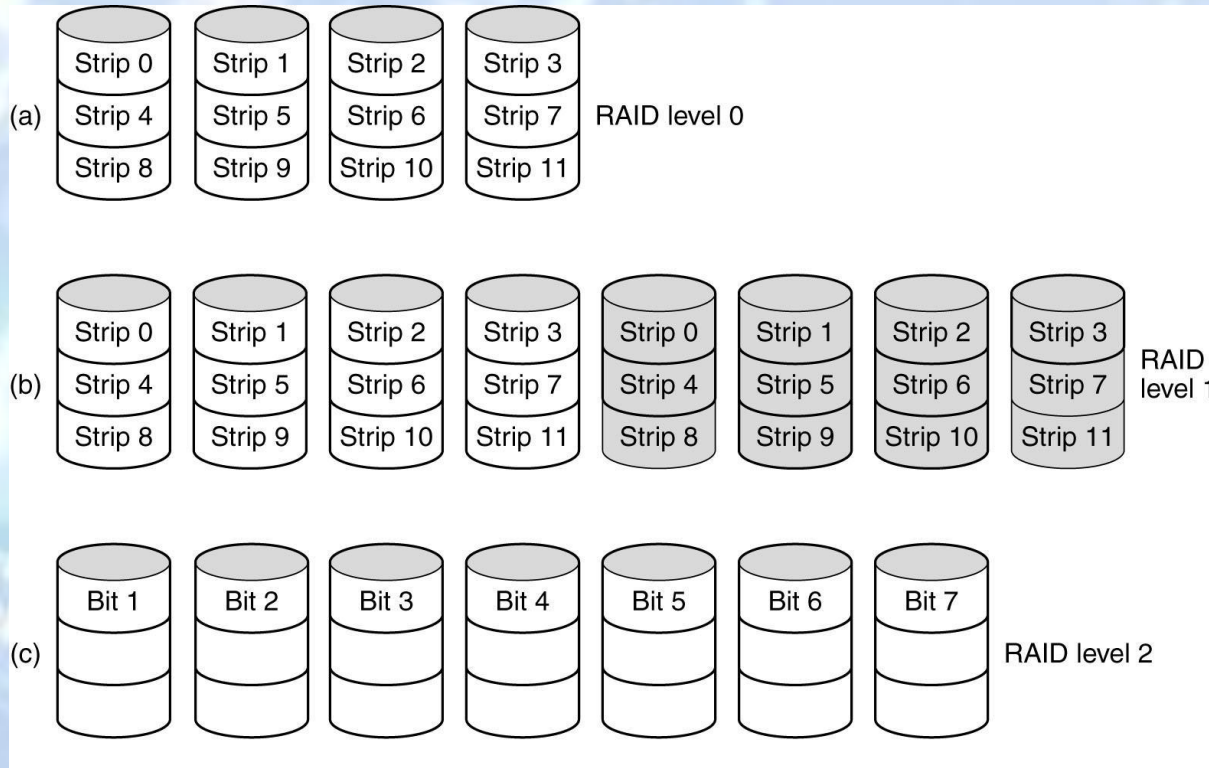 Strip 0 Strip 1 Strip 2 Strip 3
(a) Strip 4 Strip 5 Strip 6 Strip 7 RAID level 0
Strip 8 Strip 9 Strip 10 Strip 11
Strip 0 Strip 1 Strip 2 Strip 3 Strip 0 Strip 1 Strip 2 Strip 3
(b) Strip 4 Strip 5 Strip 6 Strip 7 Strip 4 Strip 5 Strip 6 Strip 7 RAID level 1
Strip 8 Strip 9 Strip 10 Strip 11 Strip 8 Strip 9 Strip 10 Strip 11
Bit 1 Bit 2 Bit 3 Bit 4 Bit 5 Bit 6 Bit 7
(c) RAID level 2